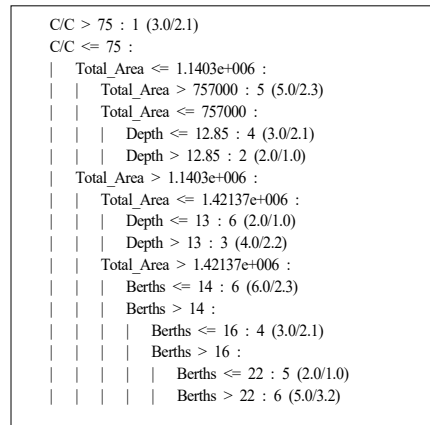 C/C > 75 : 1 (3.0/2.1)
C/C <= 75 :
|   Total_Area <= 1.1403e+006 :
|   |   Total_Area > 757000 : 5 (5.0/2.3)
|   |   Total_Area <= 757000 :
|   |   |   Depth <= 12.85 : 4 (3.0/2.1)
|   |   |   Depth > 12.85 : 2 (2.0/1.0)
|   Total_Area > 1.1403e+006 :
|   |   Total_Area <= 1.42137e+006 :
|   |   |   Depth <= 13 : 6 (2.0/1.0)
|   |   |   Depth > 13 : 3 (4.0/2.2)
|   |   Total_Area > 1.42137e+006 :
|   |   |   Berths <= 14 : 6 (6.0/2.3)
|   |   |   Berths > 14 :
|   |   |   |   Berths <= 16 : 4 (3.0/2.1)
|   |   |   |   Berths > 16 :
|   |   |   |   |   Berths <= 22 : 5 (2.0/1.0)
|   |   |   |   |   Berths > 22 : 6 (5.0/3.2)